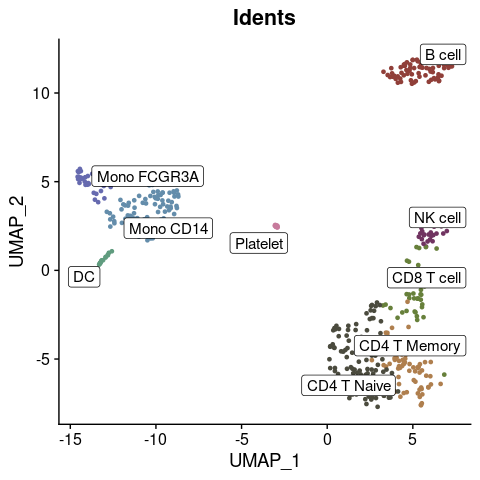 Idents
B cell
10
Mono FCGR3A
5
NK cell
Mono CD14
Platelet
UMAP_2
0
DC
CD8 T cell
CD4 T Memory
-5
CD4 T Naive
-15 -10 -5 0 5
UMAP_1